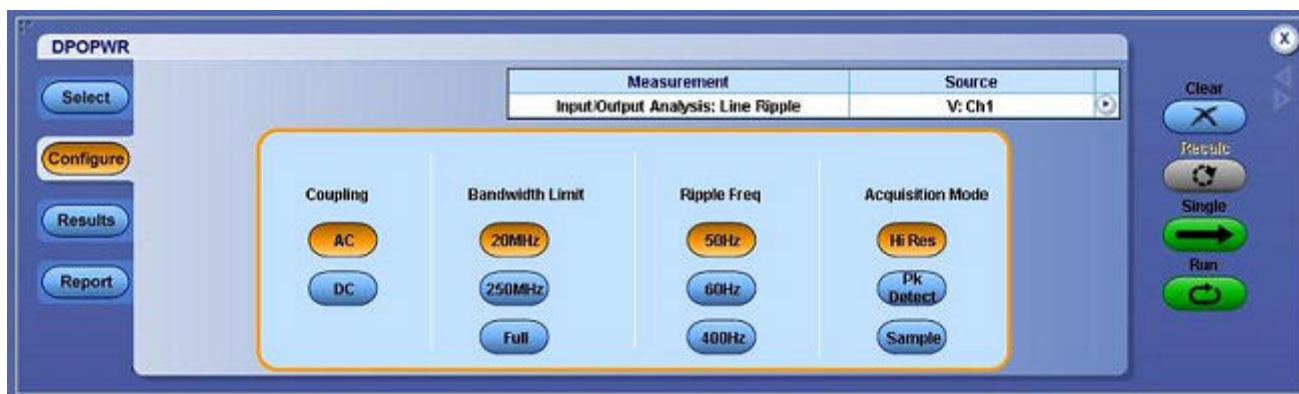 DPOPWR
Select
Configure
Results
Report
Measurement Source
Input/Output Analysis: Line Ripple V: Ch1
Coupling
AC
DC
Bandwidth Limit
20MHz
250MHz
Full
Ripple Freq
50Hz
60Hz
400Hz
Acquisition Mode
Hi Res
Pk
Detect
Sample
X
Clear
Recalc
Single
Run